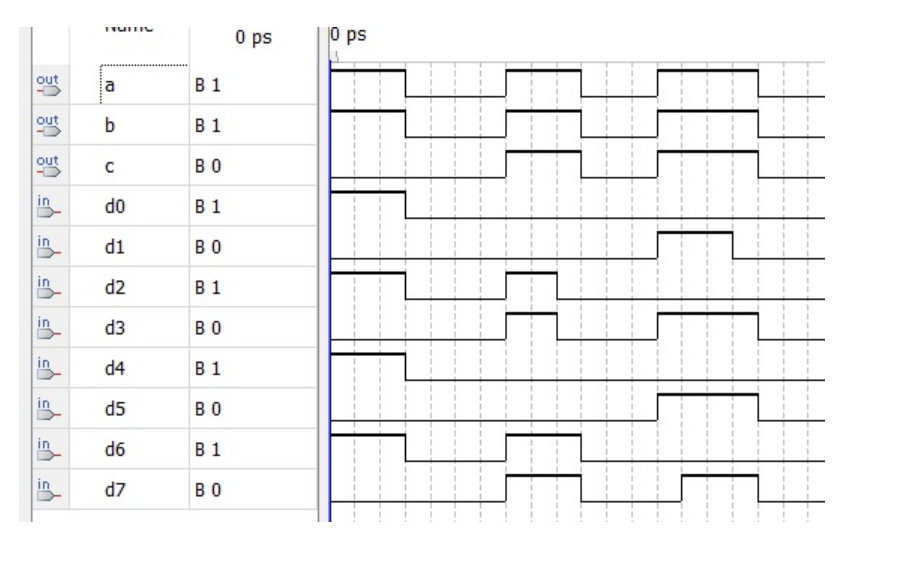 Name 0 ps 0 ps
out a B 1
out b B 1
out c B 0
in d0 B 1
in d1 B 0
in d2 B 1
in d3 B 0
in d4 B 1
in d5 B 0
in d6 B 1
in d7 B 0